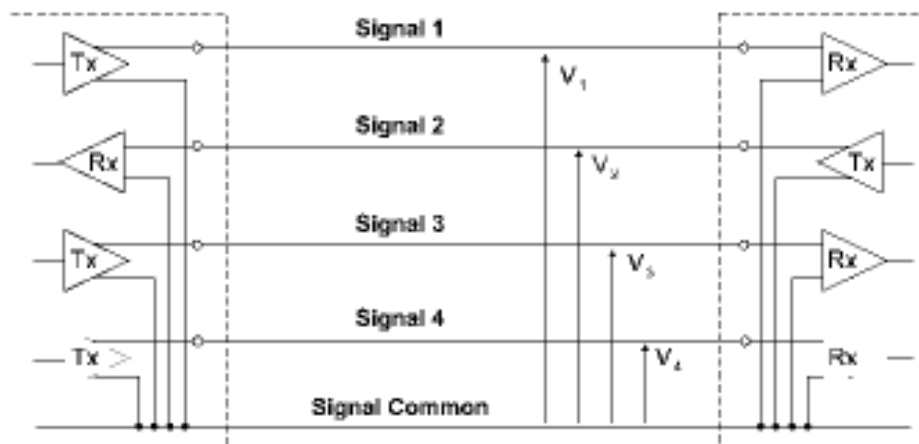 Signal 1
Tx
Rx
V1
Signal 2
Rx
Tx
V2
Signal 3
Tx
Rx
V3
Signal 4
Tx
Rx
V4
Signal Common